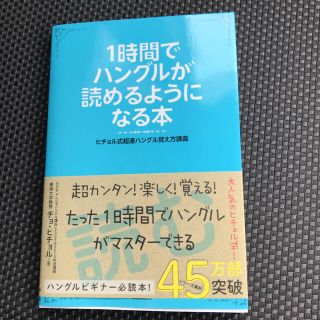 1時間で
ハングルが
読めるように
なる本
ヒチョル式超速ハングル覚え方講義
大人気のヒチョル式!
超カンタン!楽しく!覚える!
たった1時間でハングル
がマスターできる
読む
チョ・ヒチョル
ハングルビギナー必読本!
45万部
突破